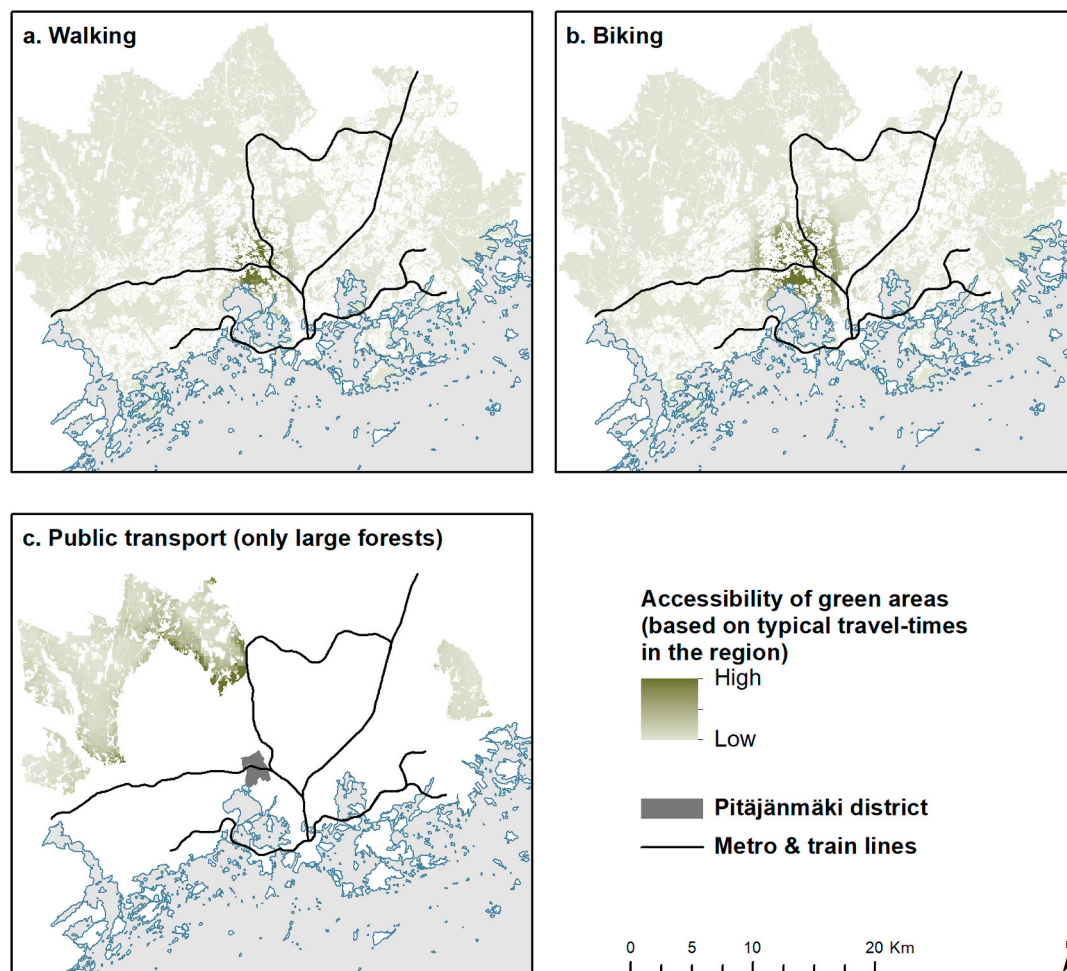 a. Walking
b. Biking
c. Public transport (only large forests)
Accessibility of green areas
(based on typical travel-times
in the region)
High
Low
Pitäjänmäki district
Metro & train lines
0 5 10 20 Km